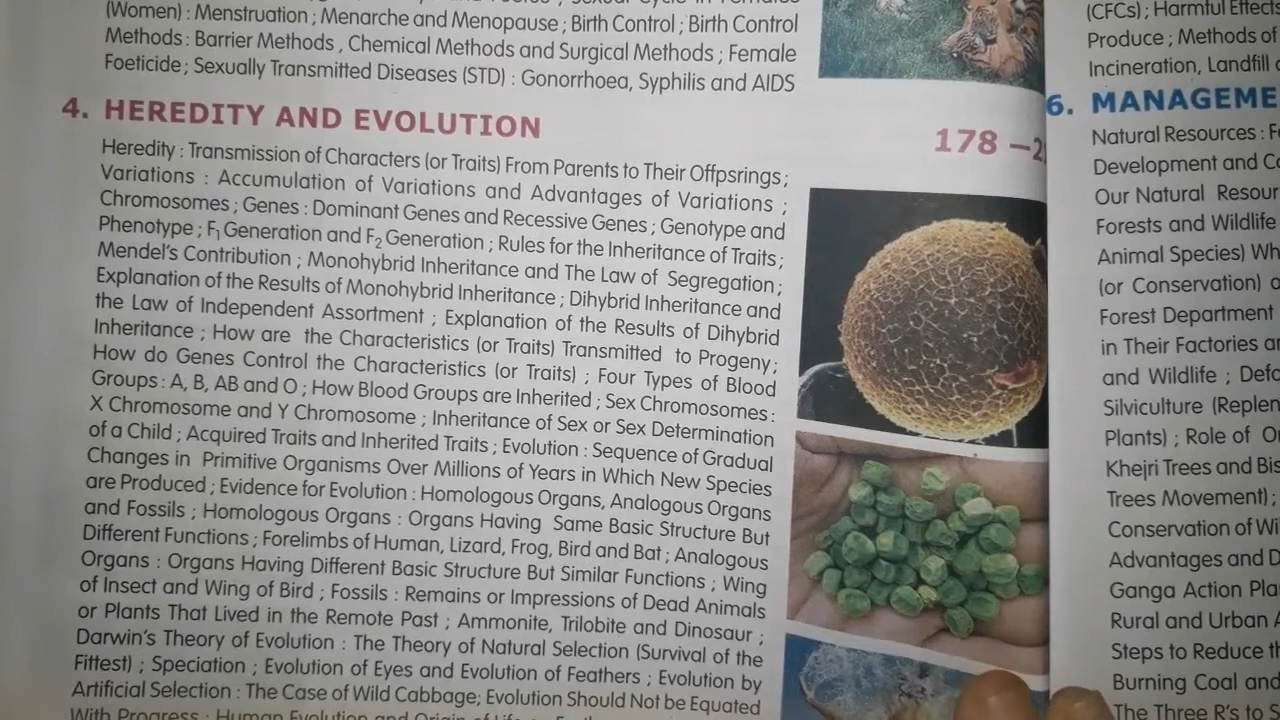 (Women) : Menstruation ; Menarche and Menopause ; Birth Control ; Birth Control
Methods : Barrier Methods , Chemical Methods and Surgical Methods ; Female
Foeticide ; Sexually Transmitted Diseases (STD) : Gonorrhoea, Syphilis and AIDS
4. HEREDITY AND EVOLUTION
178 –
Heredity : Transmission of Characters (or Traits) From Parents to Their Offpsrings ;
Variations : Accumulation of Variations and Advantages of Variations ;
Chromosomes ; Genes : Dominant Genes and Recessive Genes ; Genotype and
Phenotype ; F1 Generation and F2 Generation ; Rules for the Inheritance of Traits ;
Mendel's Contribution ; Monohybrid Inheritance and The Law of Segregation ;
Explanation of the Results of Monohybrid Inheritance ; Dihybrid Inheritance and
the Law of Independent Assortment ; Explanation of the Results of Dihybrid
Inheritance ; How are the Characteristics (or Traits) Transmitted to Progeny ;
How do Genes Control the Characteristics (or Traits) ; Four Types of Blood
Groups : A, B, AB and O ; How Blood Groups are Inherited ; Sex Chromosomes :
X Chromosome and Y Chromosome ; Inheritance of Sex or Sex Determination
of a Child ; Acquired Traits and Inherited Traits ; Evolution : Sequence of Gradual
Changes in Primitive Organisms Over Millions of Years in Which New Species
are Produced ; Evidence for Evolution : Homologous Organs, Analogous Organs
and Fossils ; Homologous Organs : Organs Having Same Basic Structure But
Different Functions ; Forelimbs of Human, Lizard, Frog, Bird and Bat ; Analogous
Organs : Organs Having Different Basic Structure But Similar Functions ; Wing
of Insect and Wing of Bird ; Fossils : Remains or Impressions of Dead Animals
or Plants That Lived in the Remote Past ; Ammonite, Trilobite and Dinosaur ;
Darwin's Theory of Evolution : The Theory of Natural Selection (Survival of the
Fittest) ; Speciation ; Evolution of Eyes and Evolution of Feathers ; Evolution by
Artificial Selection : The Case of Wild Cabbage; Evolution Should Not be Equated
With Progress ; Human Evolution and
(CFCs) ; Harmful Effects
Produce ; Methods of
Incineration, Landfill
6. MANAGEME
Natural Resources :
Development and
Our Natural Resour
Forests and Wildlife
Animal Species)
(or Conservation)
Forest Department
in Their Factories
and Wildlife ;
Silviculture (Replen
Plants) ; Role of
Khejri Trees and
Trees Movement) ;
Conservation of
Advantages and
Ganga Action
Rural and Urban
Steps to Reduce
Burning Coal and
The Three R's to